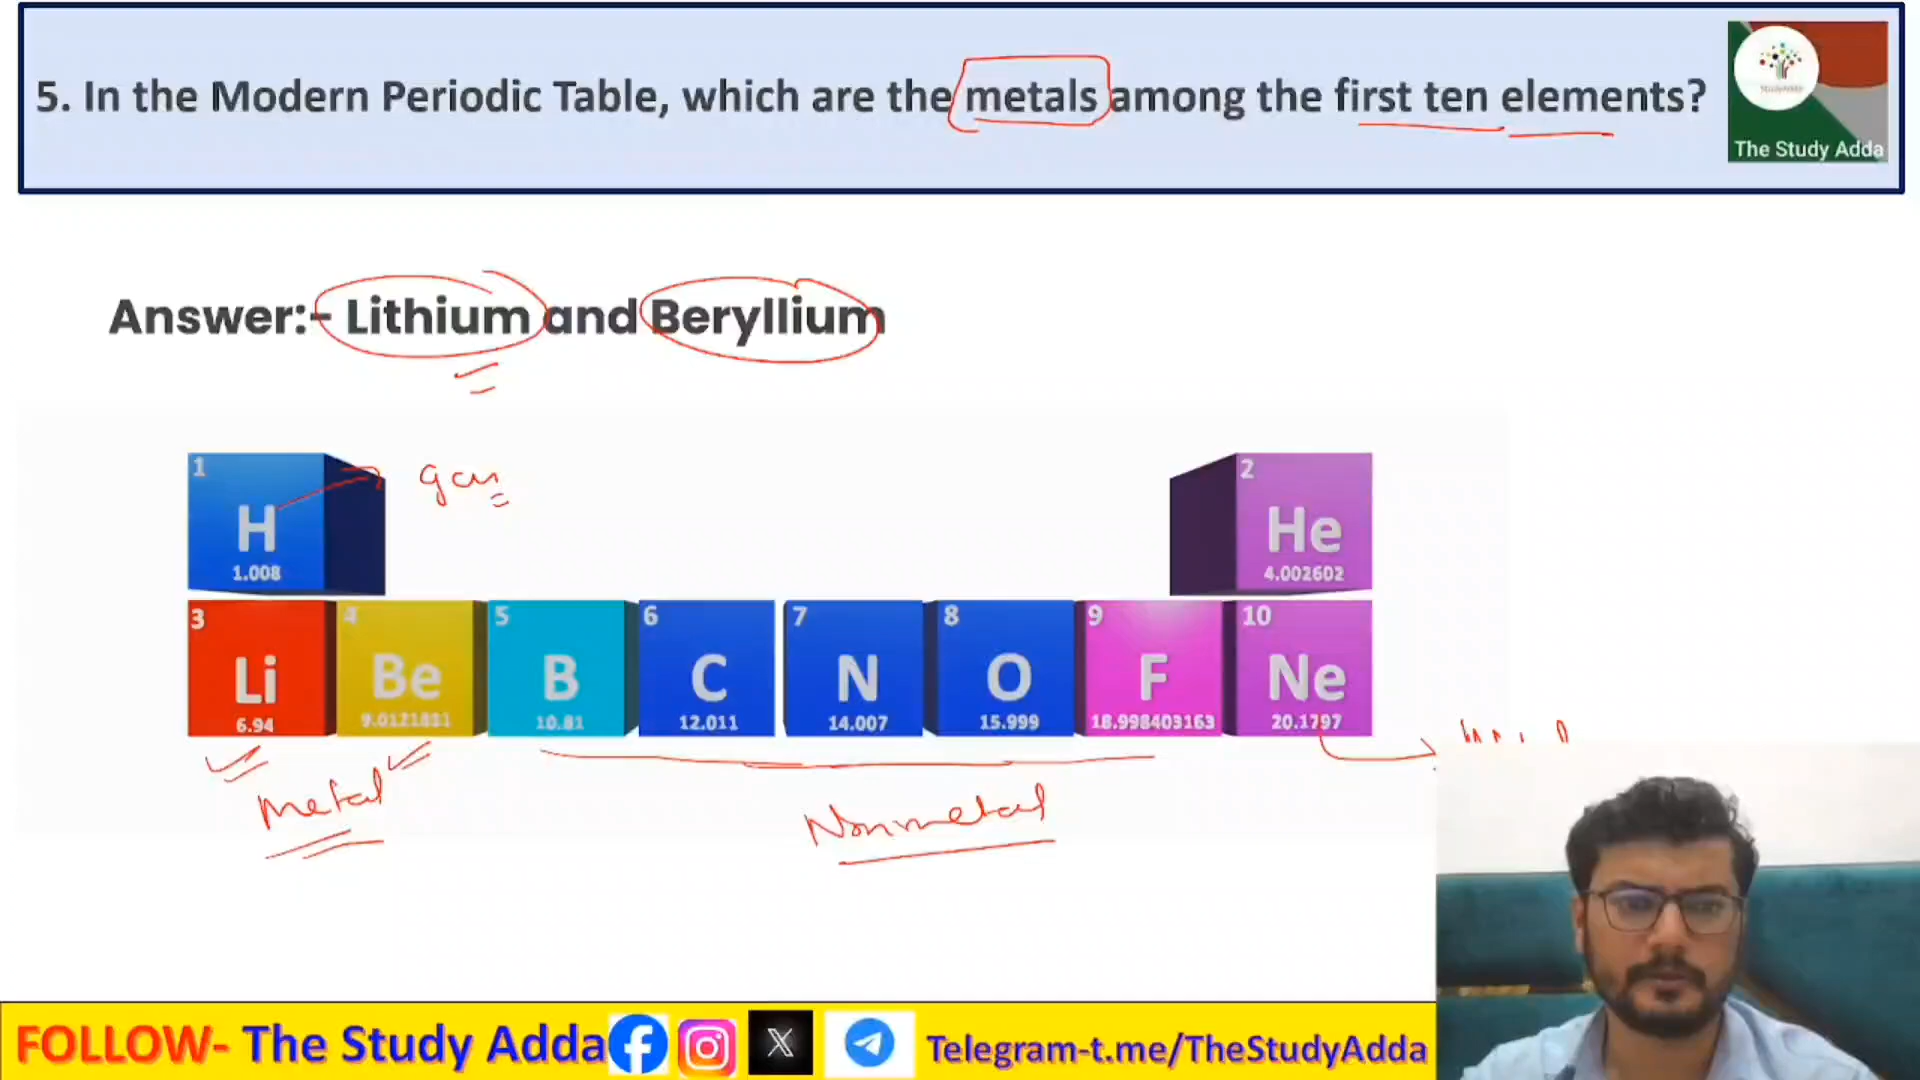 5. In the Modern Periodic Table, which are the metals among the first ten elements?
The Study Adda
Answer:- Lithium and Beryllium
1
H
1.008
gas
2
He
4.002602
3
Li
6.94
4
Be
9.0121831
5
B
10.81
6
C
12.011
7
N
14.007
8
O
15.999
9
F
18.998403163
10
Ne
20.1797
Metal
Nonmetal
FOLLOW- The Study Adda
Telegram-t.me/TheStudyAdda